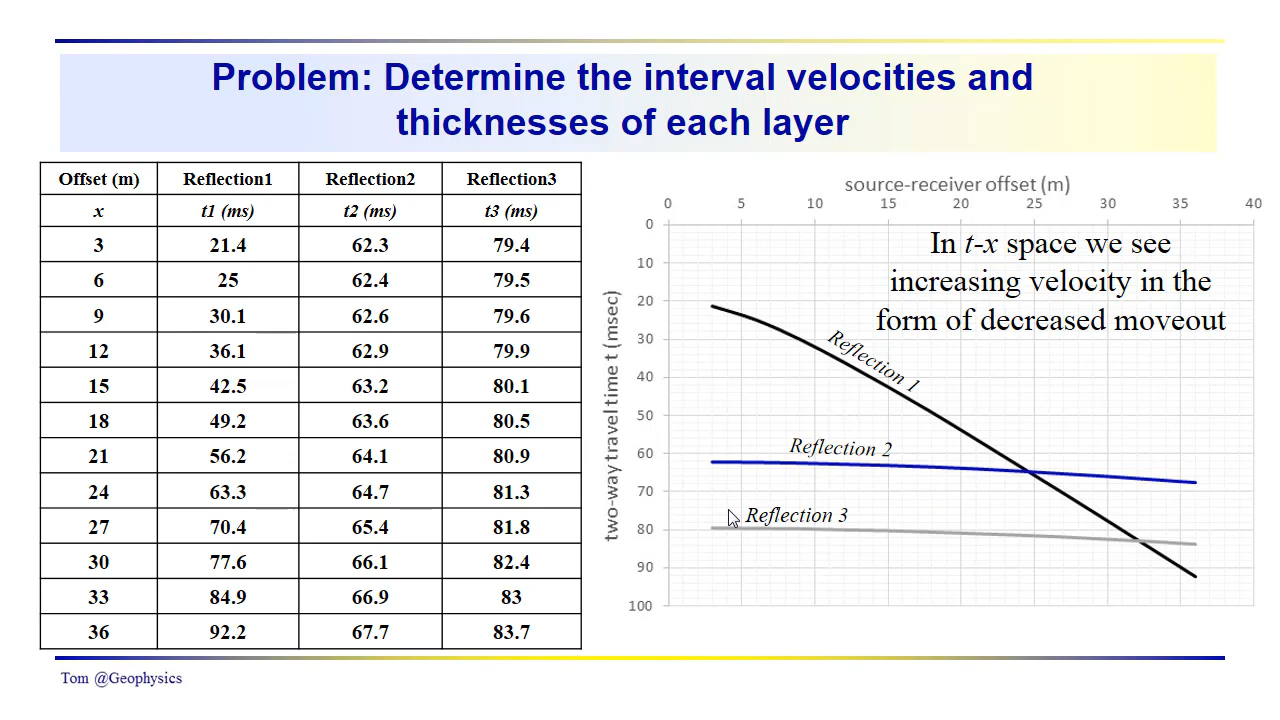 Problem: Determine the interval velocities and
thicknesses of each layer
Offset (m) Reflection1 Reflection2 Reflection3
x t1 (ms) t2 (ms) t3 (ms)
3 21.4 62.3 79.4
6 25 62.4 79.5
9 30.1 62.6 79.6
12 36.1 62.9 79.9
15 42.5 63.2 80.1
18 49.2 63.6 80.5
21 56.2 64.1 80.9
24 63.3 64.7 81.3
27 70.4 65.4 81.8
30 77.6 66.1 82.4
33 84.9 66.9 83
36 92.2 67.7 83.7
source-receiver offset (m)
0 5 10 15 20 25 30 35 40
0
10
20
30
40
50
60
70
80
90
100
two-way travel time t (msec)
In t-x space we see
increasing velocity in the
form of decreased moveout
Reflection 1
Reflection 2
Reflection 3
Tom @Geophysics